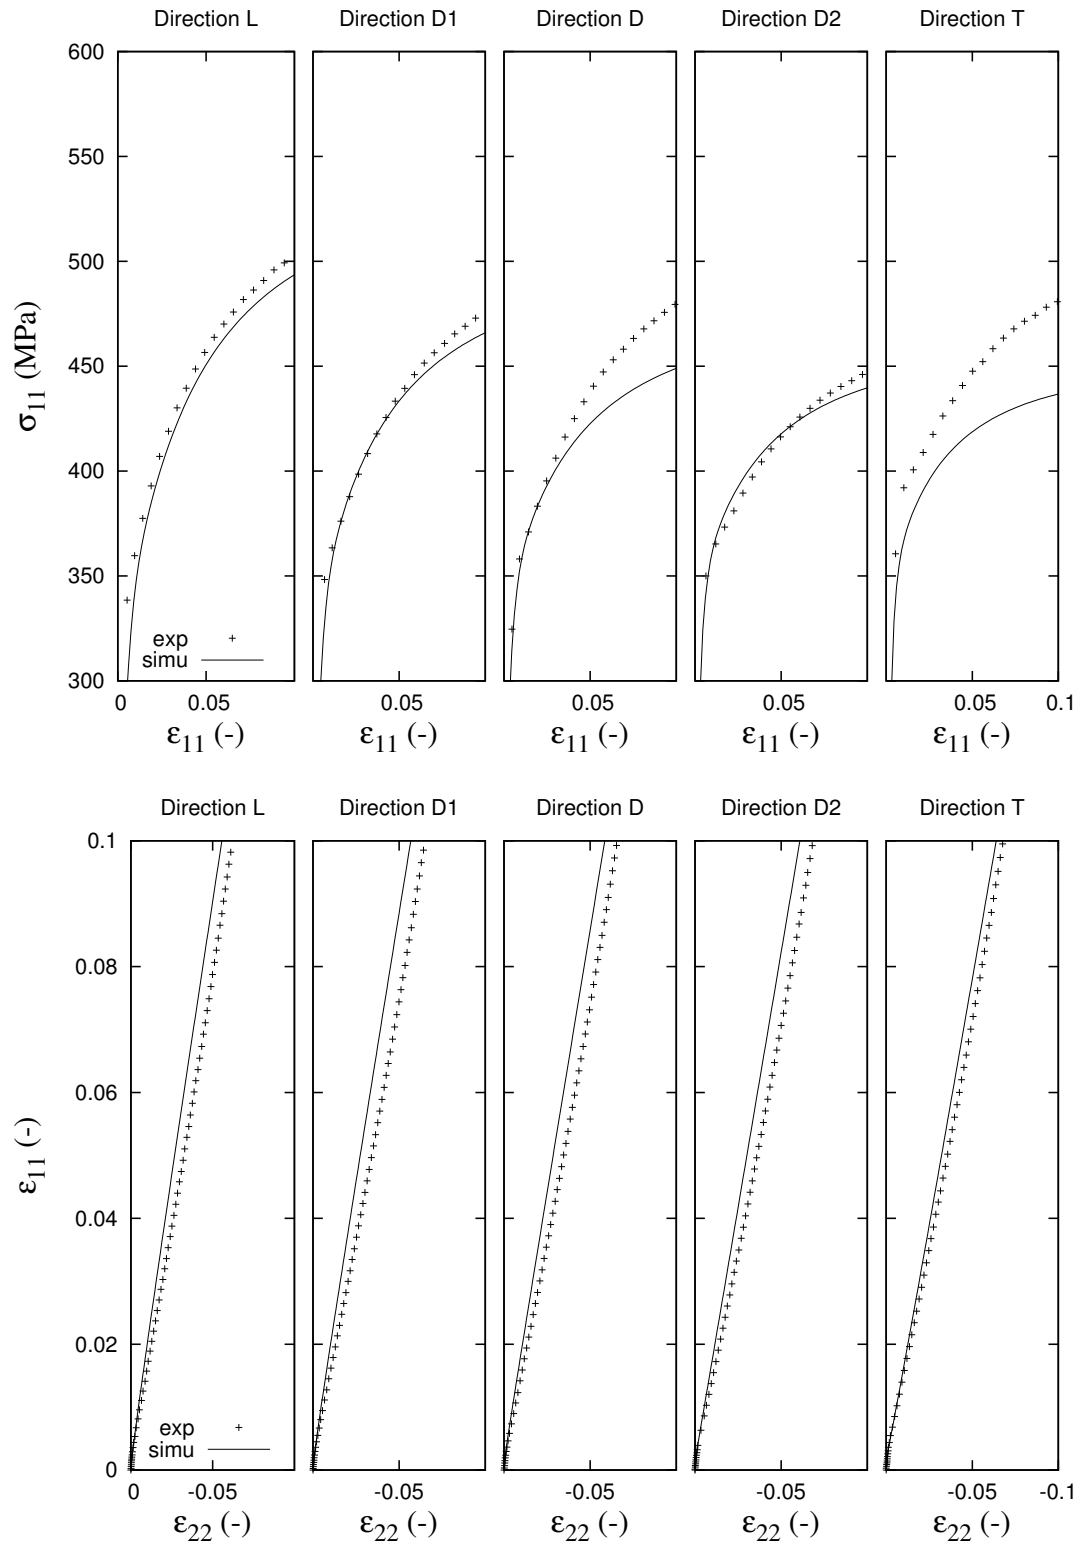 Direction L Direction D1 Direction D Direction D2 Direction T
600
550
500
450
400
350
300
σ11 (MPa)
exp
simu
0 0.05 0.05 0.05 0.05 0.05 0.1
ε11 (-) ε11 (-) ε11 (-) ε11 (-) ε11 (-)
Direction L Direction D1 Direction D Direction D2 Direction T
0.1
0.08
0.06
0.04
0.02
0
ε11 (-)
exp
simu
0 -0.05 -0.05 -0.05 -0.05 -0.05 -0.1
ε22 (-) ε22 (-) ε22 (-) ε22 (-) ε22 (-)